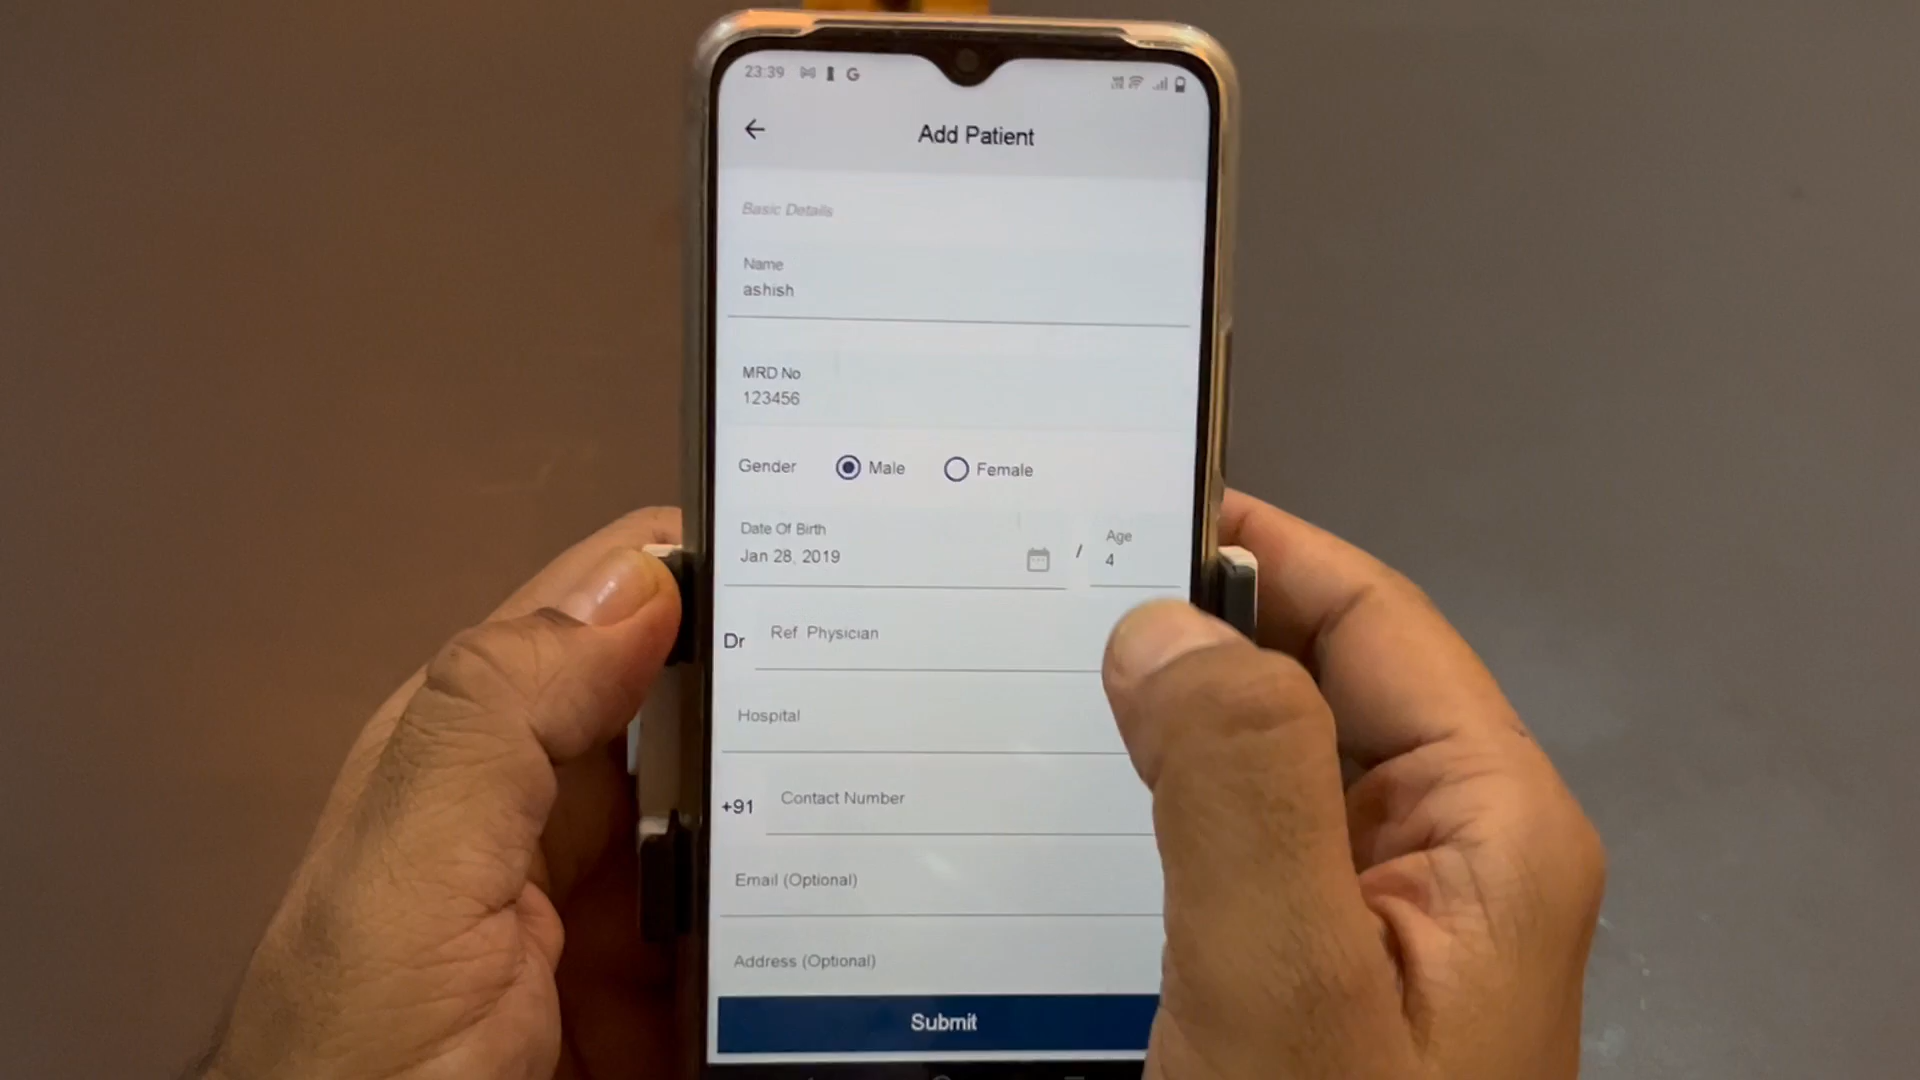 23:39 G
Add Patient
Basic Details
Name
ashish
MRD No
123456
Gender Male Female
Date Of Birth
Jan 28, 2019
/
Age
4
Dr Ref Physician
Hospital
+91 Contact Number
Email (Optional)
Address (Optional)
Submit